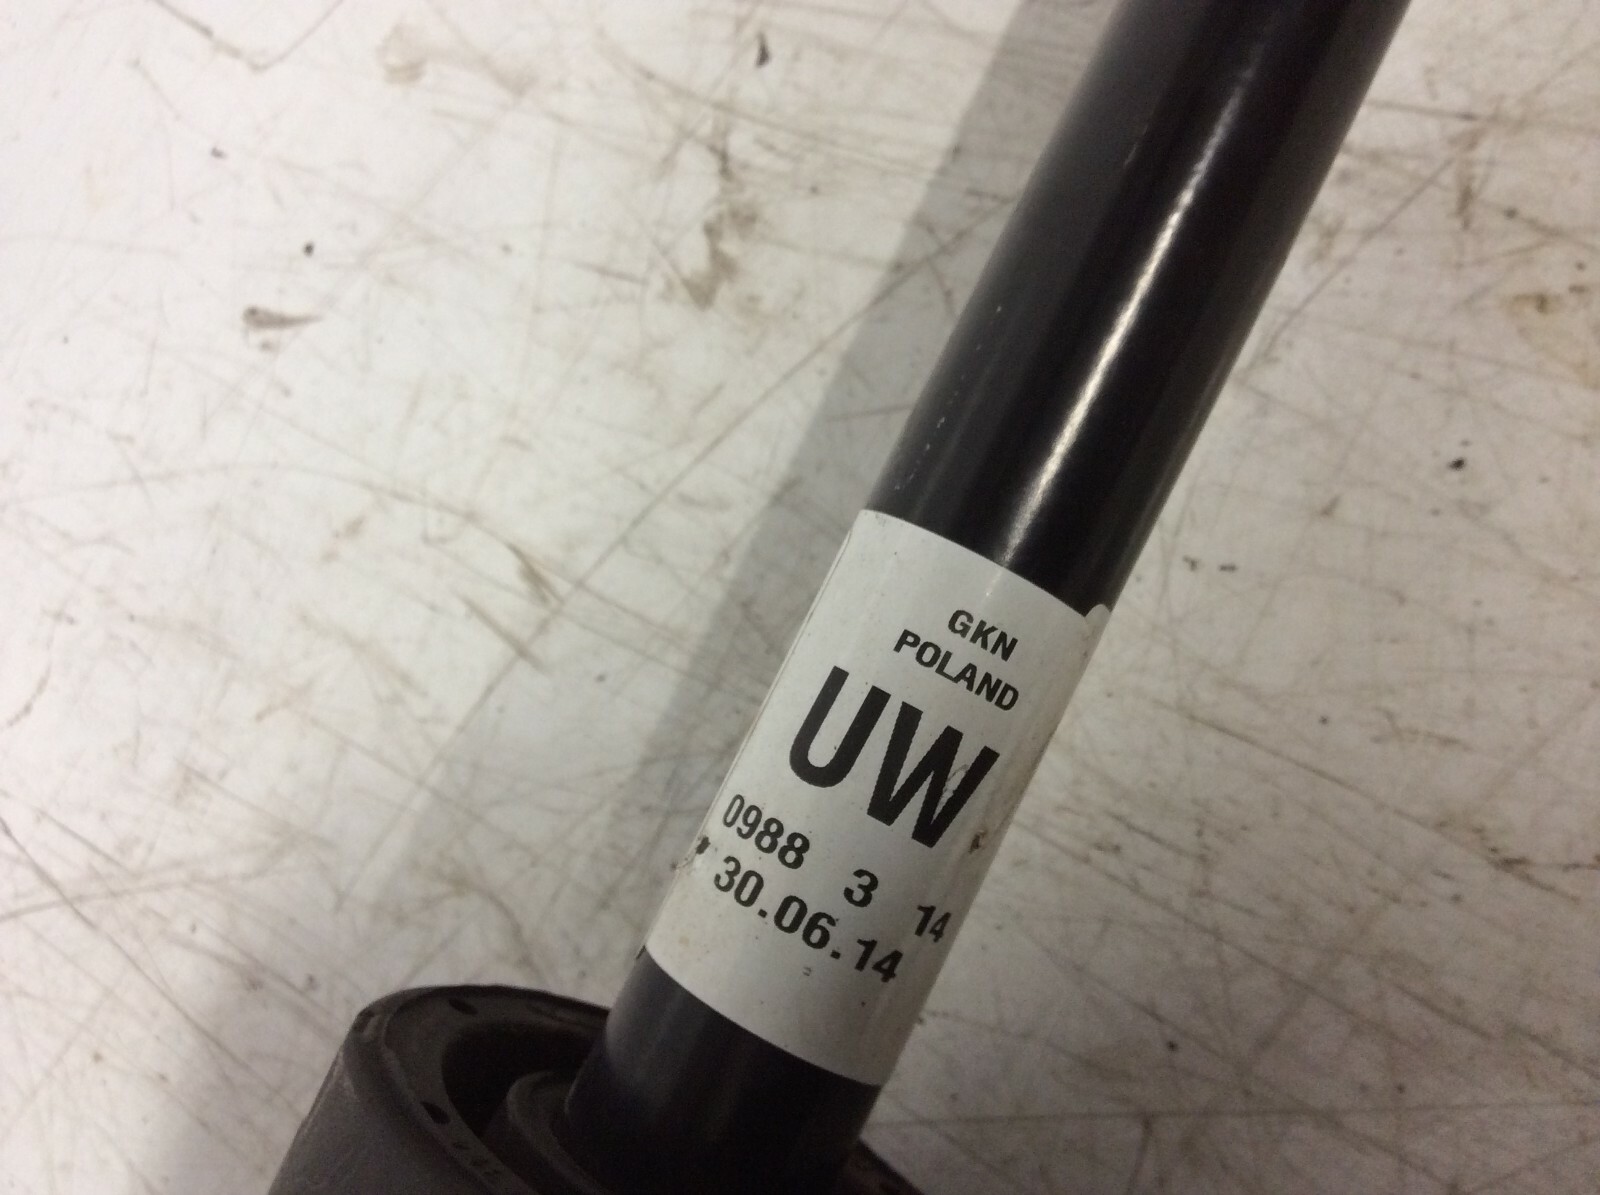 GKN
POLAND
UW
0988 3 14
* 30.06.14